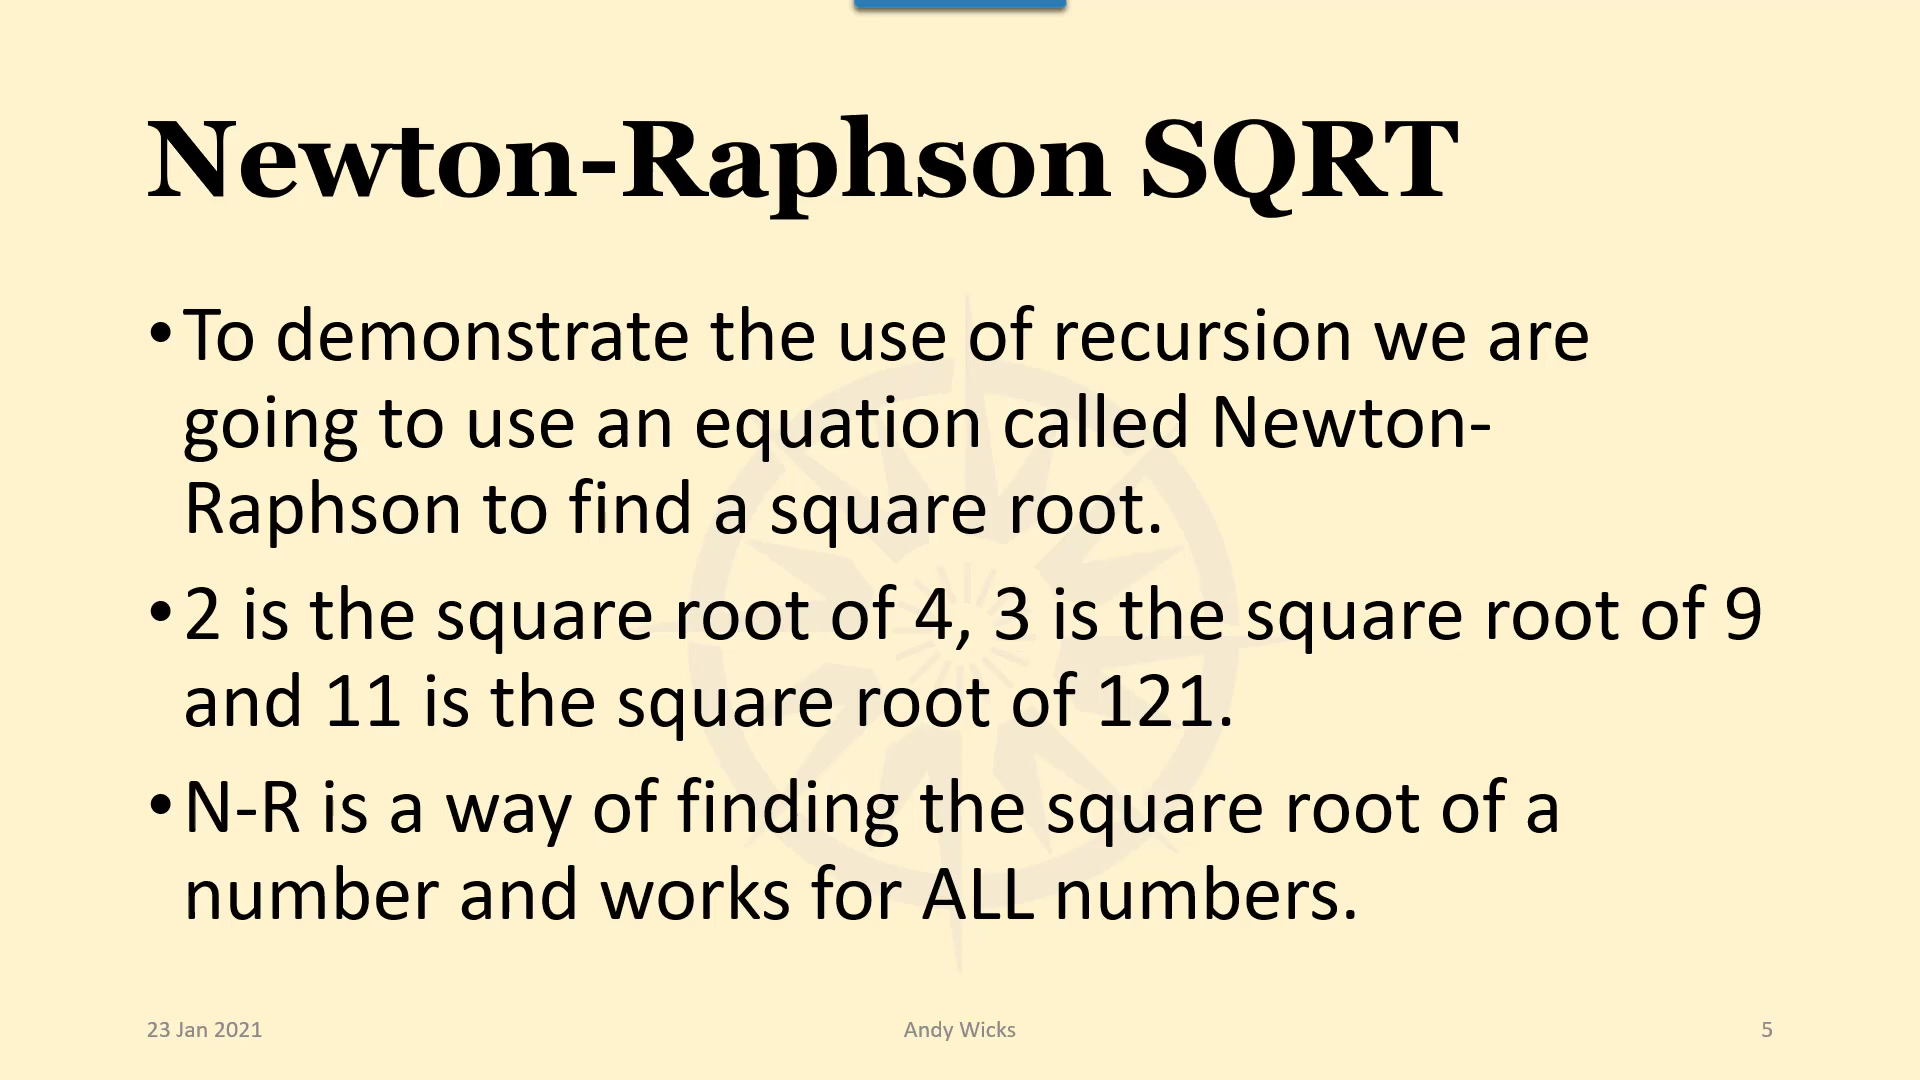 Newton-Raphson SQRT
•To demonstrate the use of recursion we are
going to use an equation called Newton-
Raphson to find a square root.
•2 is the square root of 4, 3 is the square root of 9
and 11 is the square root of 121.
•N-R is a way of finding the square root of a
number and works for ALL numbers.
23 Jan 2021
Andy Wicks
5